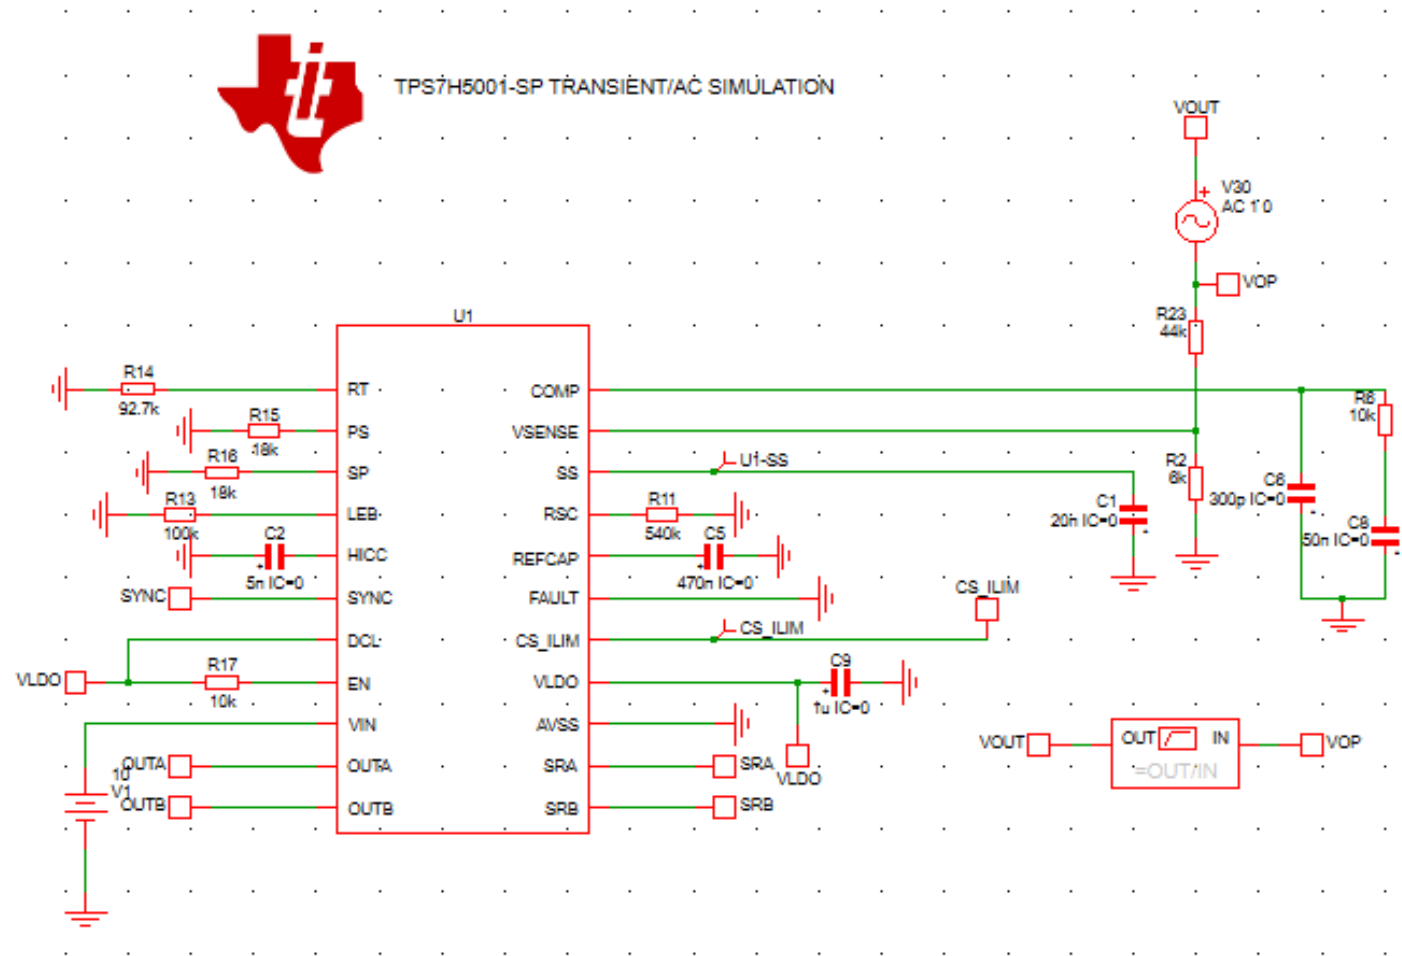 TPS7H5001-SP TRANSIENT/AC SIMULATION
VOUT
V30
AC 1 0
VOP
R23
44k
U1
R14
92.7k
RT
COMP
R6
10k
R15
18k
PS
VSENSE
R16
18k
SP
SS
U1-SS
R2
6k
C6
300p IC=0
R13
100k
LEB
RSC
R11
540k
C1
20n IC=0
C8
50n IC=0
C2
5n IC=0
HICC
REFCAP
C5
470n IC=0
SYNC
SYNC
FAULT
CS_ILIM
DCL
CS_ILIM
CS_ILIM
VLDO
R17
10k
EN
VLDO
C9
1u IC=0
VIN
AVSS
VLDO
VOUT
OUT
IN
=OUT/IN
VOP
10
V1
OUTA
OUTA
SRA
SRA
OUTB
OUTB
SRB
SRB